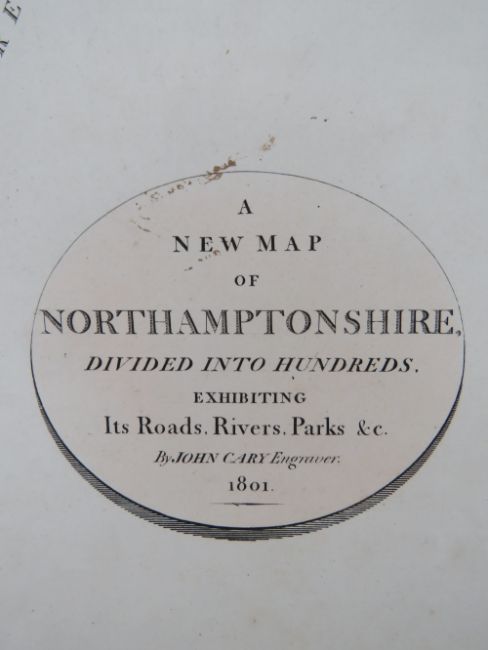 A
NEW MAP
OF
NORTHAMPTONSHIRE,
DIVIDED INTO HUNDREDS,
EXHIBITING
Its Roads, Rivers, Parks &c.
By JOHN CARY Engraver.
1801.